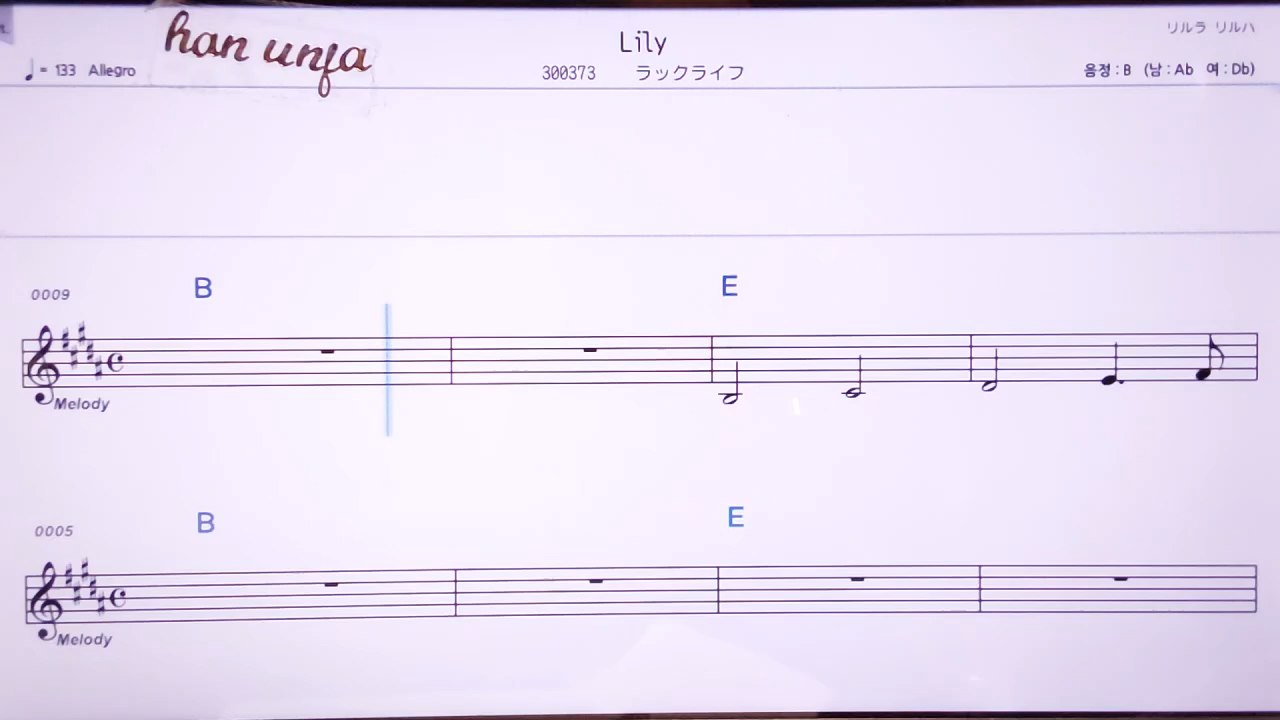 han unfa
Lily
リルラ リルハ
♩= 133 Allegro
300373 ラックライフ
음정 : B (남 : Ab 여 : Db)
B E
0009
Melody
B E
0005
Melody